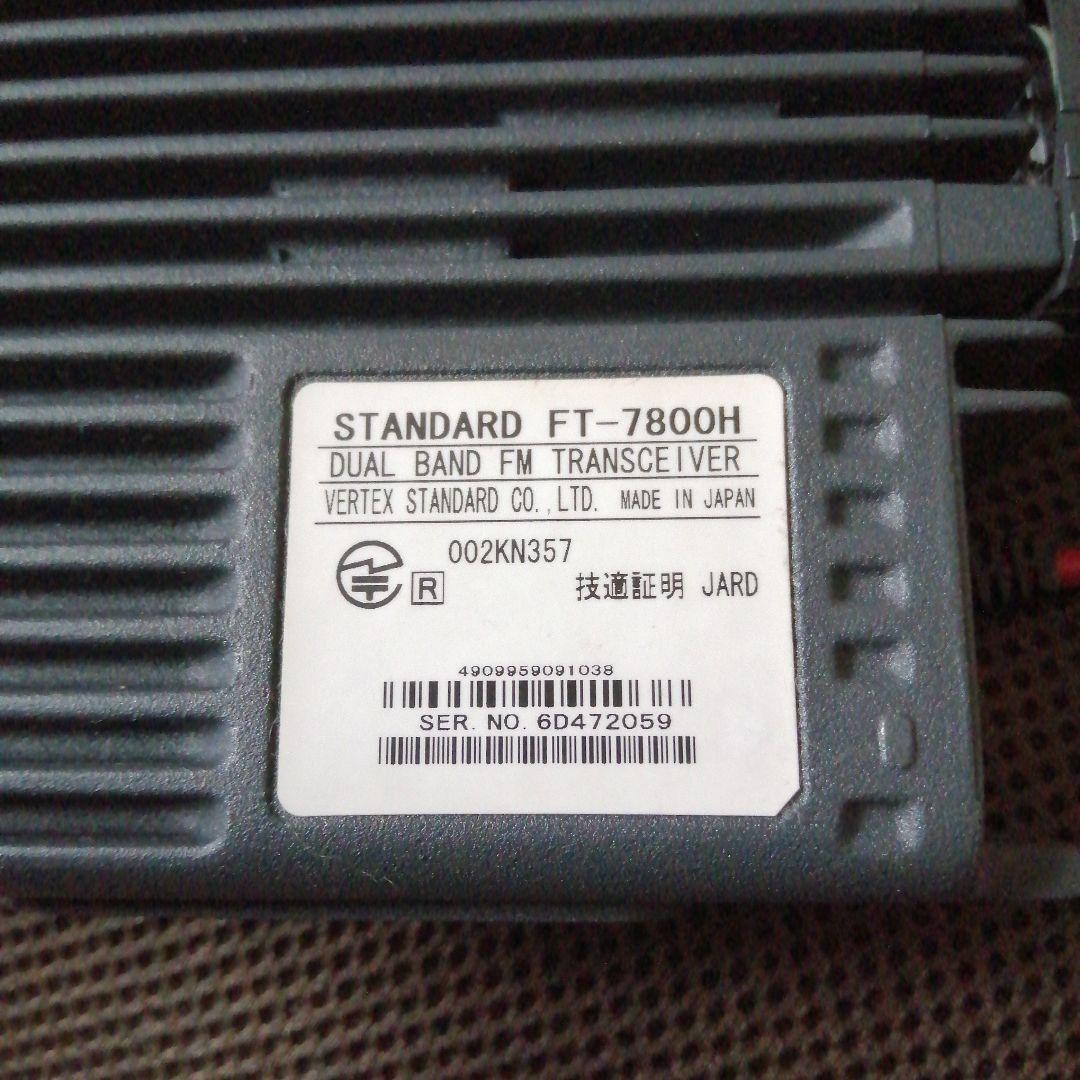 STANDARD FT-7800H
DUAL BAND FM TRANSCEIVER
VERTEX STANDARD CO.,LTD. MADE IN JAPAN
R 002KN357
技適証明 JARD
4909959091038
SER. NO. 6D472059